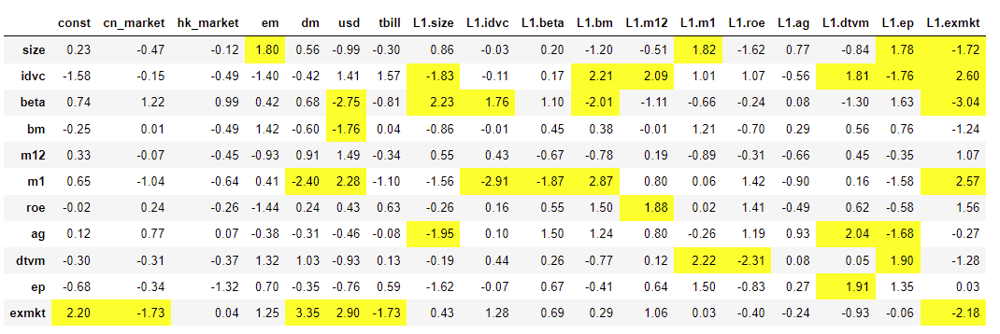 const cn_market hk_market em dm usd tbill L1.size L1.idvc L1.beta L1.bm L1.m12 L1.m1 L1.roe L1.ag L1.dtvm L1.ep L1.exmkt
size 0.23 -0.47 -0.12 1.80 0.56 -0.99 -0.30 0.86 -0.03 0.20 -1.20 -0.51 1.82 -1.62 0.77 -0.84 1.78 -1.72
idvc -1.58 -0.15 -0.49 -1.40 -0.42 1.41 1.57 -1.83 -0.11 0.17 2.21 2.09 1.01 1.07 -0.56 1.81 -1.76 2.60
beta 0.74 1.22 0.99 0.42 0.68 -2.75 -0.81 2.23 1.76 1.10 -2.01 -1.11 -0.66 -0.24 0.08 -1.30 1.63 -3.04
bm -0.25 0.01 -0.49 1.42 -0.60 -1.76 0.04 -0.86 -0.01 0.45 0.38 -0.01 1.21 -0.70 0.29 0.56 0.76 -1.24
m12 0.33 -0.07 -0.45 -0.93 0.91 1.49 -0.34 0.55 0.43 -0.67 -0.78 0.19 -0.89 -0.31 -0.66 0.45 -0.35 1.07
m1 0.65 -1.04 -0.64 0.41 -2.40 2.28 -1.10 -1.56 -2.91 -1.87 2.87 0.80 0.06 1.42 -0.90 0.16 -1.58 2.57
roe -0.02 0.24 -0.26 -1.44 0.24 0.43 0.63 -0.26 0.16 0.55 1.50 1.88 0.02 1.41 -0.49 0.62 -0.58 1.56
ag 0.12 0.77 0.07 -0.38 -0.31 -0.46 -0.08 -1.95 0.10 1.50 1.24 0.80 -0.26 1.19 0.93 2.04 -1.68 -0.27
dtvm -0.30 -0.31 -0.37 1.32 1.03 -0.93 0.13 -0.19 0.44 0.26 -0.77 0.12 2.22 -2.31 0.08 0.05 1.90 -1.28
ep -0.68 -0.34 -1.32 0.70 -0.35 -0.76 0.59 -1.62 -0.07 0.67 -0.41 0.64 1.50 -0.83 0.27 1.91 1.35 0.03
exmkt 2.20 -1.73 0.04 1.25 3.35 2.90 -1.73 0.43 1.28 0.69 0.29 1.06 0.03 -0.40 -0.24 -0.93 -0.06 -2.18